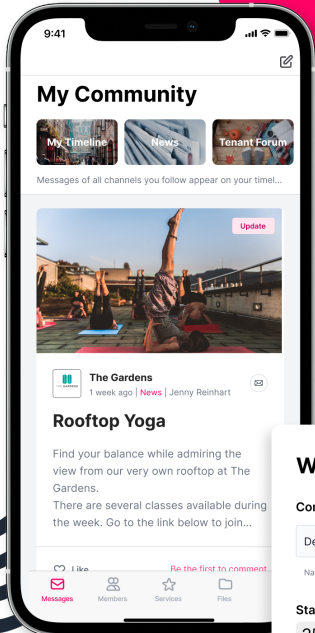 9:41
My Community
My Timeline
News
Tenant Forum
Messages of all channels you follow appear on your timel...
Update
The Gardens
1 week ago | News | Jenny Reinhart
Rooftop Yoga
Find your balance while admiring the
view from our very own rooftop at The
Gardens.
There are several classes available during
the week. Go to the link below to join...
Like
Be the first to comment
Messages
Members
Services
Files
W
Cor
De
Na
Sta